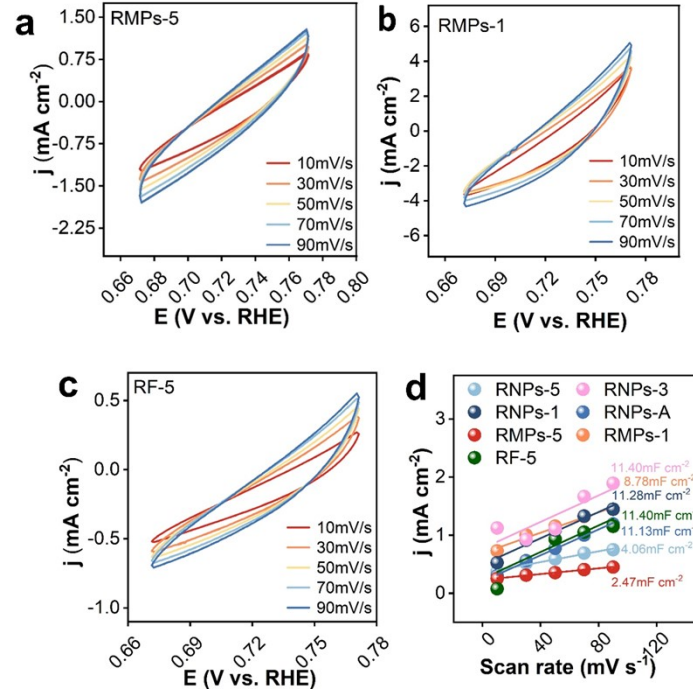 a
RMPs-5
j (mA cm⁻²)
1.50
0.75
0.00
-0.75
-1.50
-2.25
10mV/s
30mV/s
50mV/s
70mV/s
90mV/s
0.66
0.68
0.70
0.72
0.74
0.76
0.78
0.80
E (V vs. RHE)
b
RMPs-1
j (mA cm⁻²)
6
4
2
0
-2
-4
-6
10mV/s
30mV/s
50mV/s
70mV/s
90mV/s
0.66
0.69
0.72
0.75
0.78
E (V vs. RHE)
c
RF-5
j (mA cm⁻²)
0.5
0.0
-0.5
-1.0
10mV/s
30mV/s
50mV/s
70mV/s
90mV/s
0.66
0.69
0.72
0.75
0.78
E (V vs. RHE)
d
RNPs-5 RNPs-3
RNPs-1 RNPs-A
RMPs-5 RMPs-1
RF-5
j (mA cm⁻²)
3
2
1
0
11.40mF cm⁻²
8.78mF cm⁻²
11.28mF cm⁻²
11.40mF cm⁻
11.13mF cm⁻²
4.06mF cm⁻²
2.47mF cm⁻²
0
40
80
120
Scan rate (mV s⁻¹)